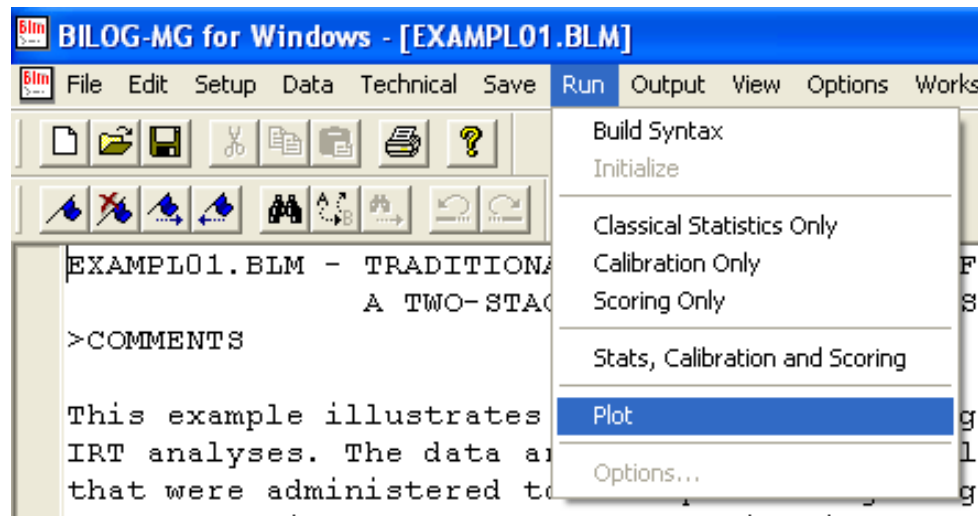 BILOG-MG for Windows - [EXAMPL01.BLM]
File Edit Setup Data Technical Save Run Output View Options Works
Build Syntax
Initialize
Classical Statistics Only
Calibration Only
Scoring Only
Stats, Calibration and Scoring
Plot
Options...
EXAMPL01.BLM - TRADITIONA
A TWO-STAG
>COMMENTS
This example illustrates
IRT analyses. The data
that were administered